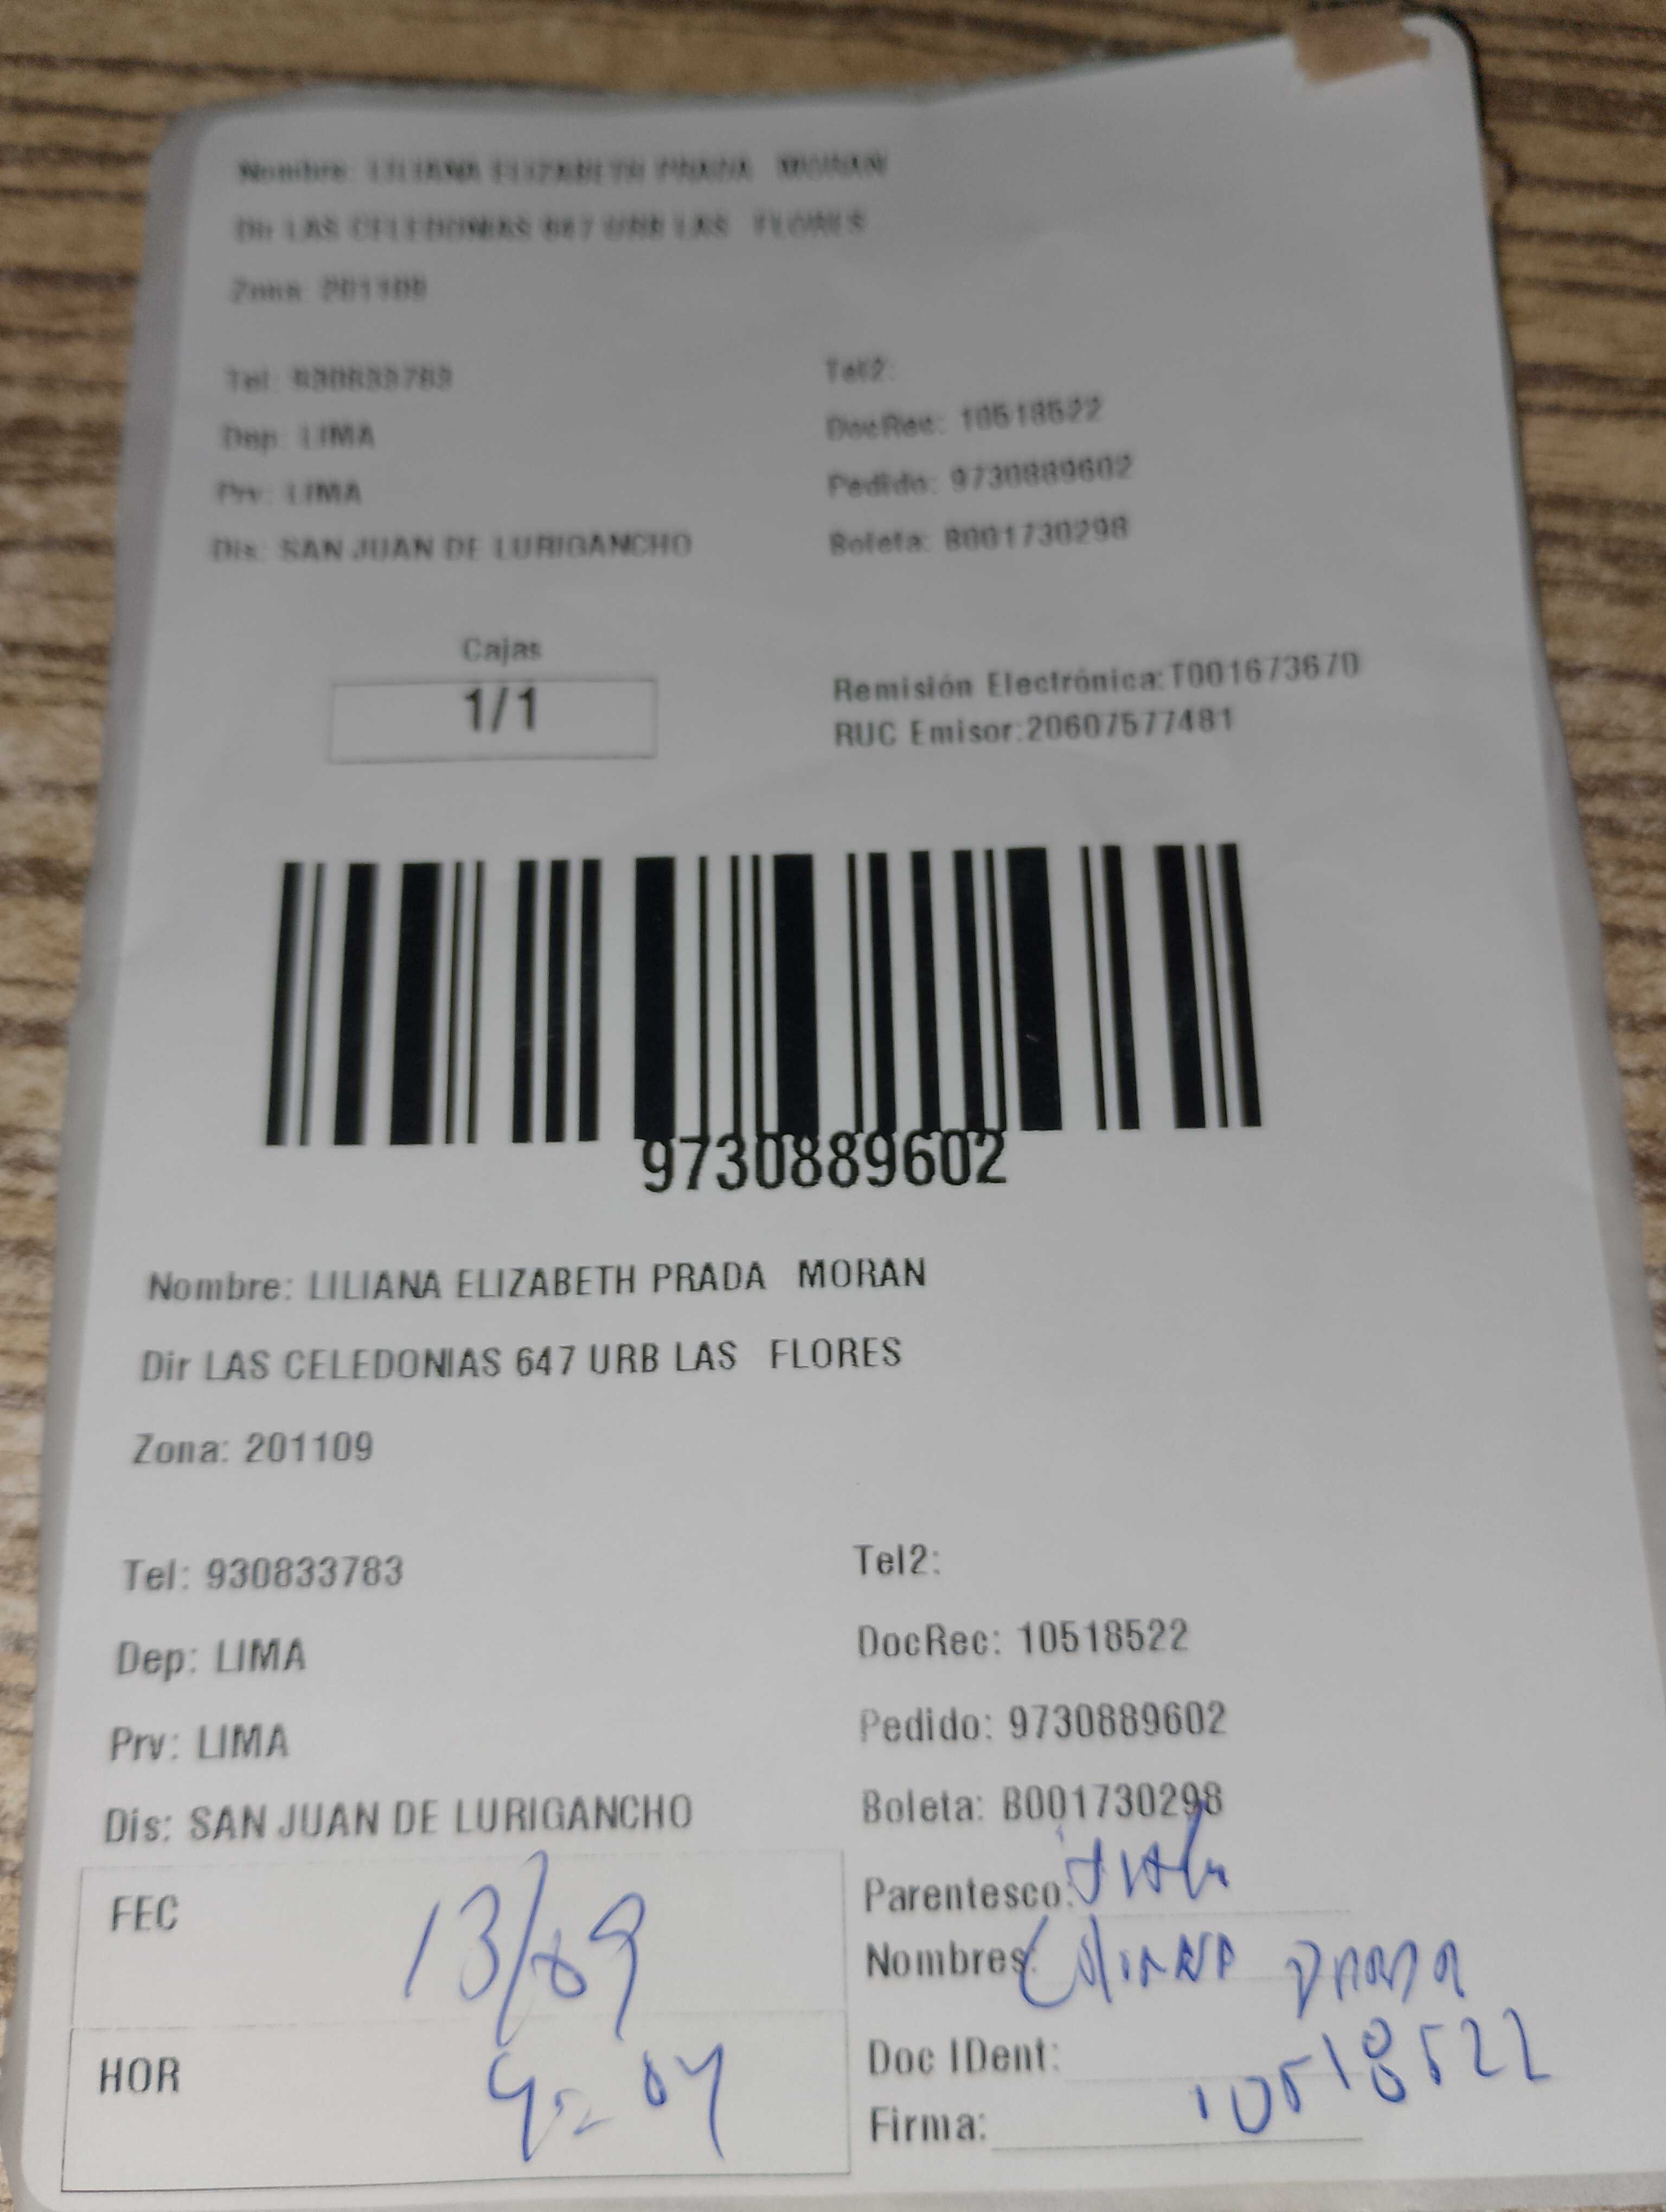 Nombre: LILIANA ELIZABETH PRADA MORAN
Dir LAS CELEDONIAS 647 URB LAS FLORES
Zona: 201109
Tel: 930833783
Tel2:
Dep: LIMA
DocRec: 10518522
Prv: LIMA
Pedido: 9730889602
Dis: SAN JUAN DE LURIGANCHO
Boleta: B001730298
Cajas
1/1
Remisión Electrónica:T001673670
RUC Emisor:20607577481
9730889602
Nombre: LILIANA ELIZABETH PRADA MORAN
Dir LAS CELEDONIAS 647 URB LAS FLORES
Zona: 201109
Tel: 930833783
Tel2:
Dep: LIMA
DocRec: 10518522
Prv: LIMA
Pedido: 9730889602
Dis: SAN JUAN DE LURIGANCHO
Boleta: B001730298
FEC 13/09
Parentesco:
Nombres: Liliana Prada
HOR
Doc IDent: 10518522
Firma: